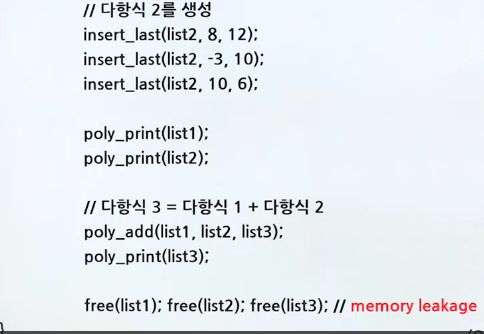 // 다항식 2를 생성
insert_last(list2, 8, 12);
insert_last(list2, -3, 10);
insert_last(list2, 10, 6);
poly_print(list1);
poly_print(list2);
// 다항식 3 = 다항식 1 + 다항식 2
poly_add(list1, list2, list3);
poly_print(list3);
free(list1); free(list2); free(list3); // memory leakage
}